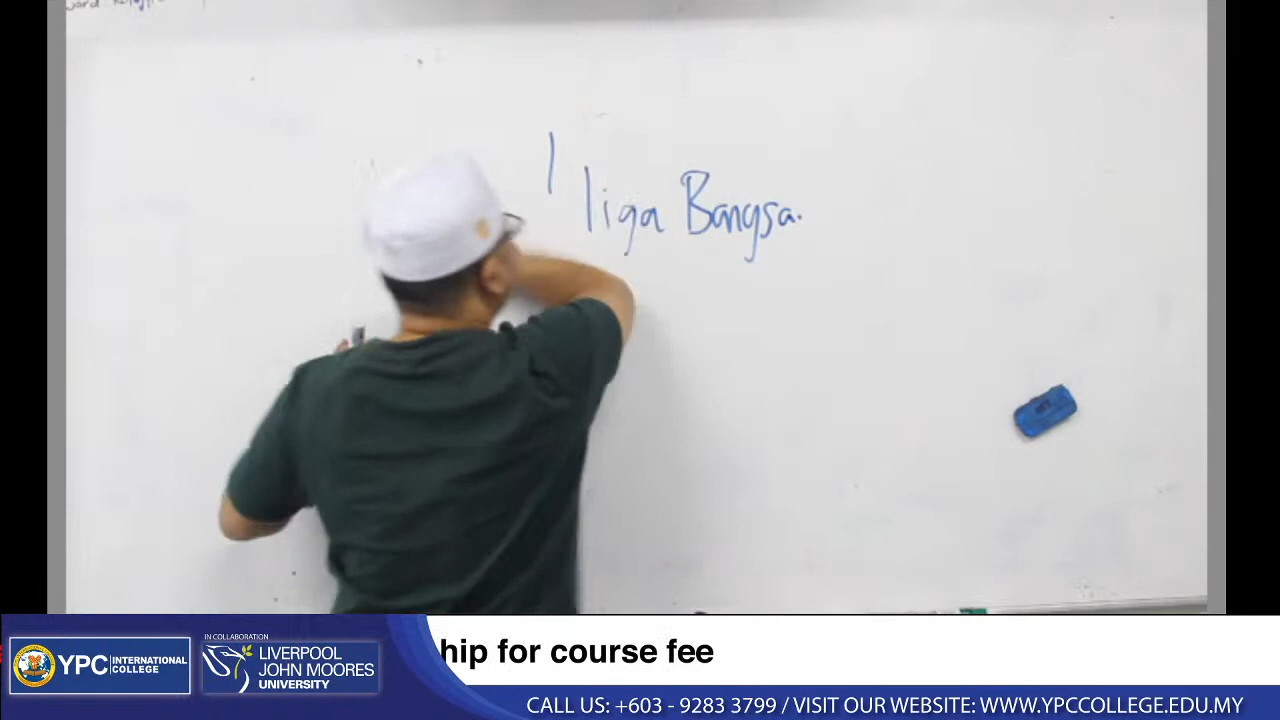 liga Bangsa.
hip for course fee
YPC INTERNATIONAL COLLEGE
IN COLLABORATION
LIVERPOOL
JOHN MOORES
UNIVERSITY
CALL US: +603 - 9283 3799 / VISIT OUR WEBSITE: WWW.YPCCOLLEGE.EDU.MY